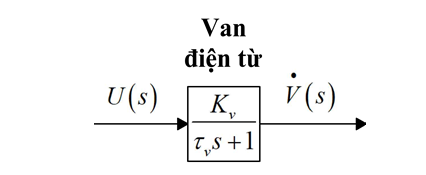 Van
điện từ
U(s)
K_v
τ_v s + 1
V̇(s)